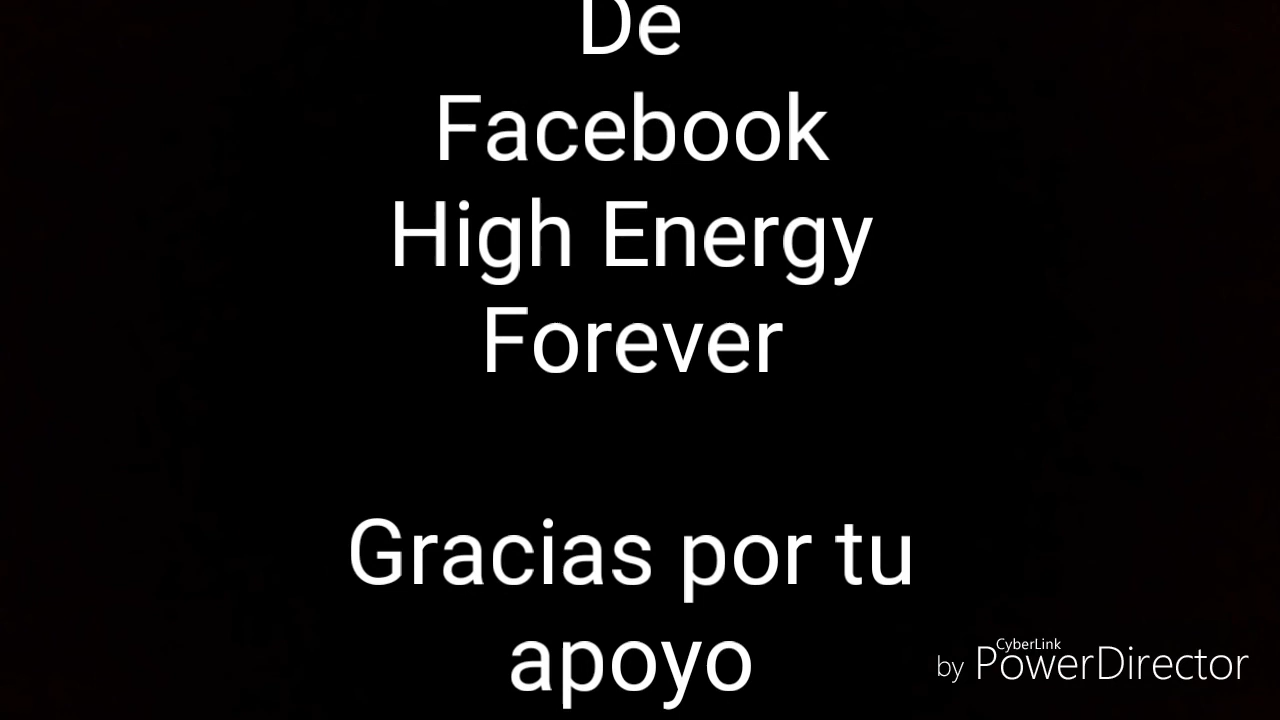 De
Facebook
High Energy
Forever
Gracias por tu
apoyo
by CyberLink PowerDirector